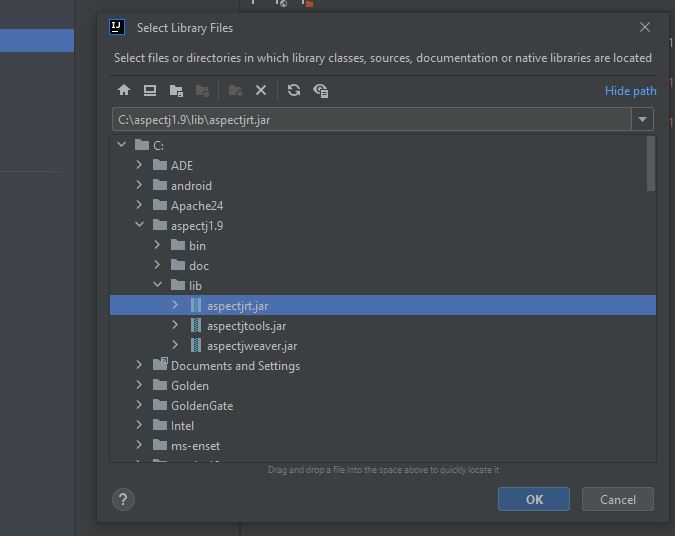 IJ
Select Library Files
Select files or directories in which library classes, sources, documentation or native libraries are located
Hide path
C:\aspectj1.9\lib\aspectjrt.jar
C:
ADE
android
Apache24
aspectj1.9
bin
doc
lib
aspectjrt.jar
aspectjtools.jar
aspectjweaver.jar
Documents and Settings
Golden
GoldenGate
Intel
ms-enset
Drag and drop a file into the space above to quickly locate it
?
OK
Cancel